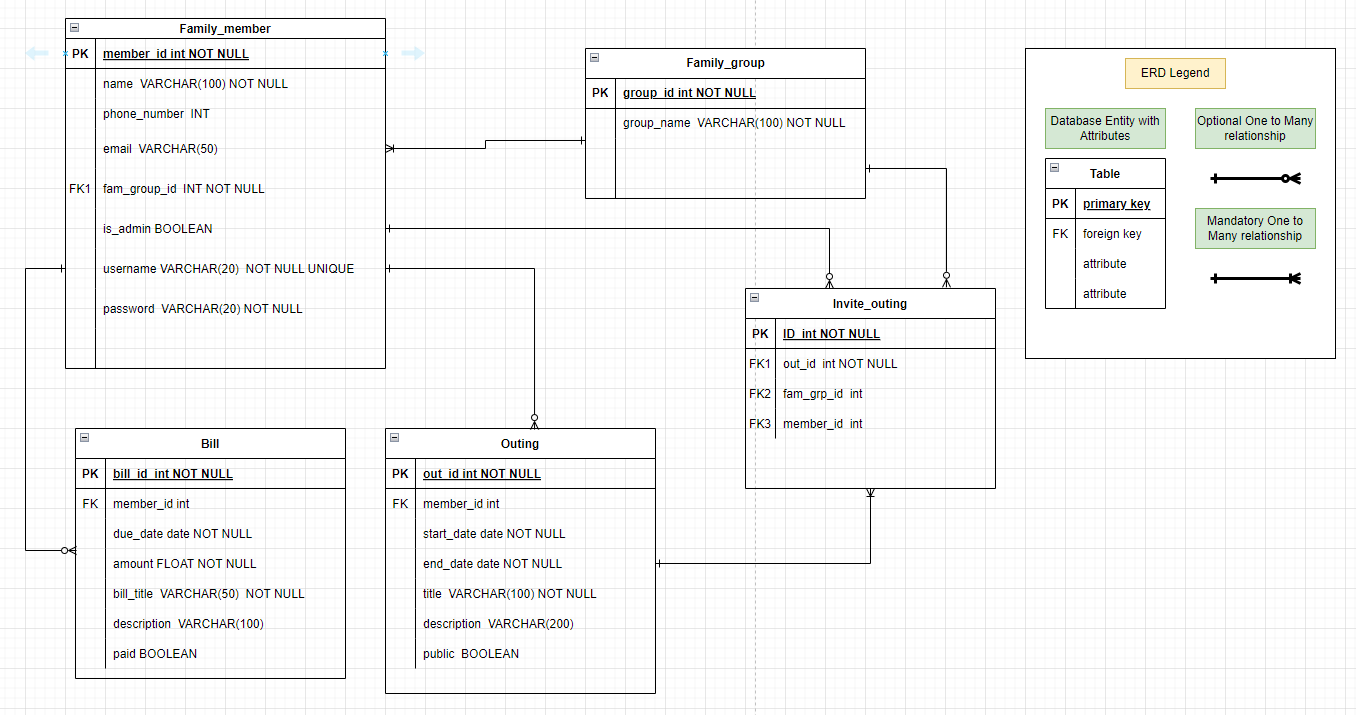 Family_member
PK member_id int NOT NULL
name VARCHAR(100) NOT NULL
phone_number INT
email VARCHAR(50)
FK1 fam_group_id INT NOT NULL
is_admin BOOLEAN
username VARCHAR(20) NOT NULL UNIQUE
password VARCHAR(20) NOT NULL
Family_group
PK group_id int NOT NULL
group_name VARCHAR(100) NOT NULL
ERD Legend
Database Entity with
Attributes
Optional One to Many
relationship
Table
PK primary key
FK foreign key
attribute
attribute
Mandatory One to
Many relationship
Invite_outing
PK ID int NOT NULL
FK1 out_id int NOT NULL
FK2 fam_grp_id int
FK3 member_id int
Bill
PK bill_id int NOT NULL
FK member_id int
due_date date NOT NULL
amount FLOAT NOT NULL
bill_title VARCHAR(50) NOT NULL
description VARCHAR(100)
paid BOOLEAN
Outing
PK out_id int NOT NULL
FK member_id int
start_date date NOT NULL
end_date date NOT NULL
title VARCHAR(100) NOT NULL
description VARCHAR(200)
public BOOLEAN